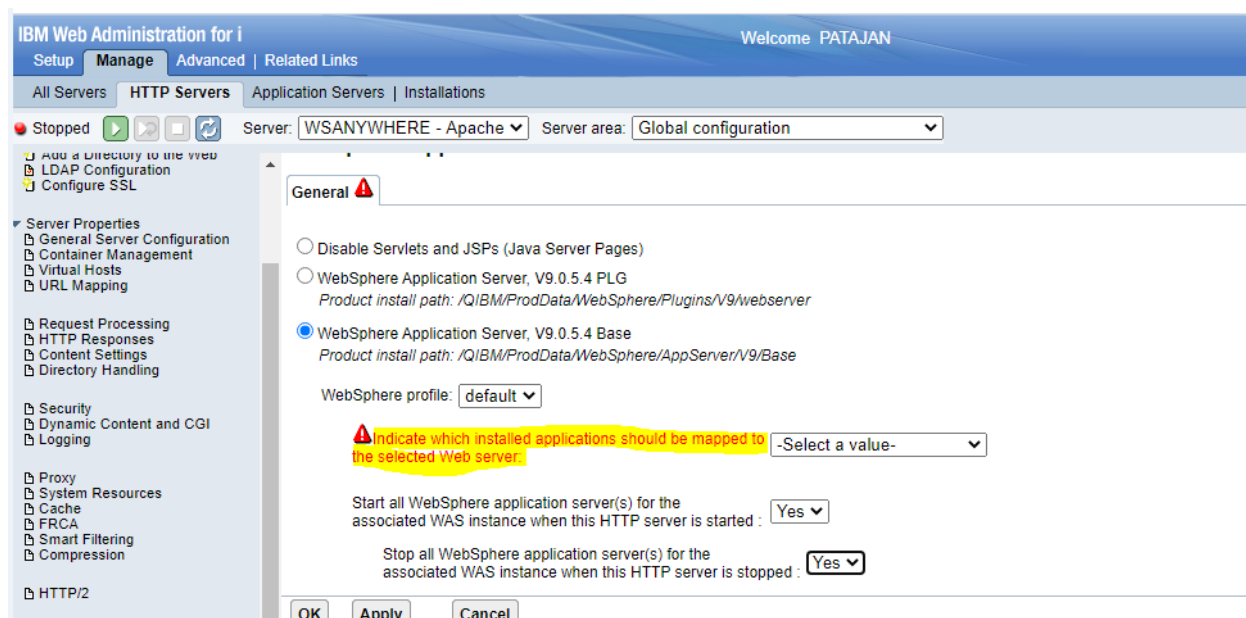 IBM Web Administration for i
Welcome PATAJAN
Setup Manage Advanced | Related Links
All Servers HTTP Servers Application Servers | Installations
Stopped Server: WSANYWHERE - Apache Server area: Global configuration
Add a Directory to the Web
LDAP Configuration
Configure SSL
Server Properties
General Server Configuration
Container Management
Virtual Hosts
URL Mapping
Request Processing
HTTP Responses
Content Settings
Directory Handling
Security
Dynamic Content and CGI
Logging
Proxy
System Resources
Cache
FRCA
Smart Filtering
Compression
HTTP/2
General
Disable Servlets and JSPs (Java Server Pages)
WebSphere Application Server, V9.0.5.4 PLG
Product install path: /QIBM/ProdData/WebSphere/Plugins/V9/webserver
WebSphere Application Server, V9.0.5.4 Base
Product install path: /QIBM/ProdData/WebSphere/AppServer/V9/Base
WebSphere profile: default
Indicate which installed applications should be mapped to
the selected Web server: -Select a value-
Start all WebSphere application server(s) for the
associated WAS instance when this HTTP server is started : Yes
Stop all WebSphere application server(s) for the
associated WAS instance when this HTTP server is stopped : Yes
OK Apply Cancel